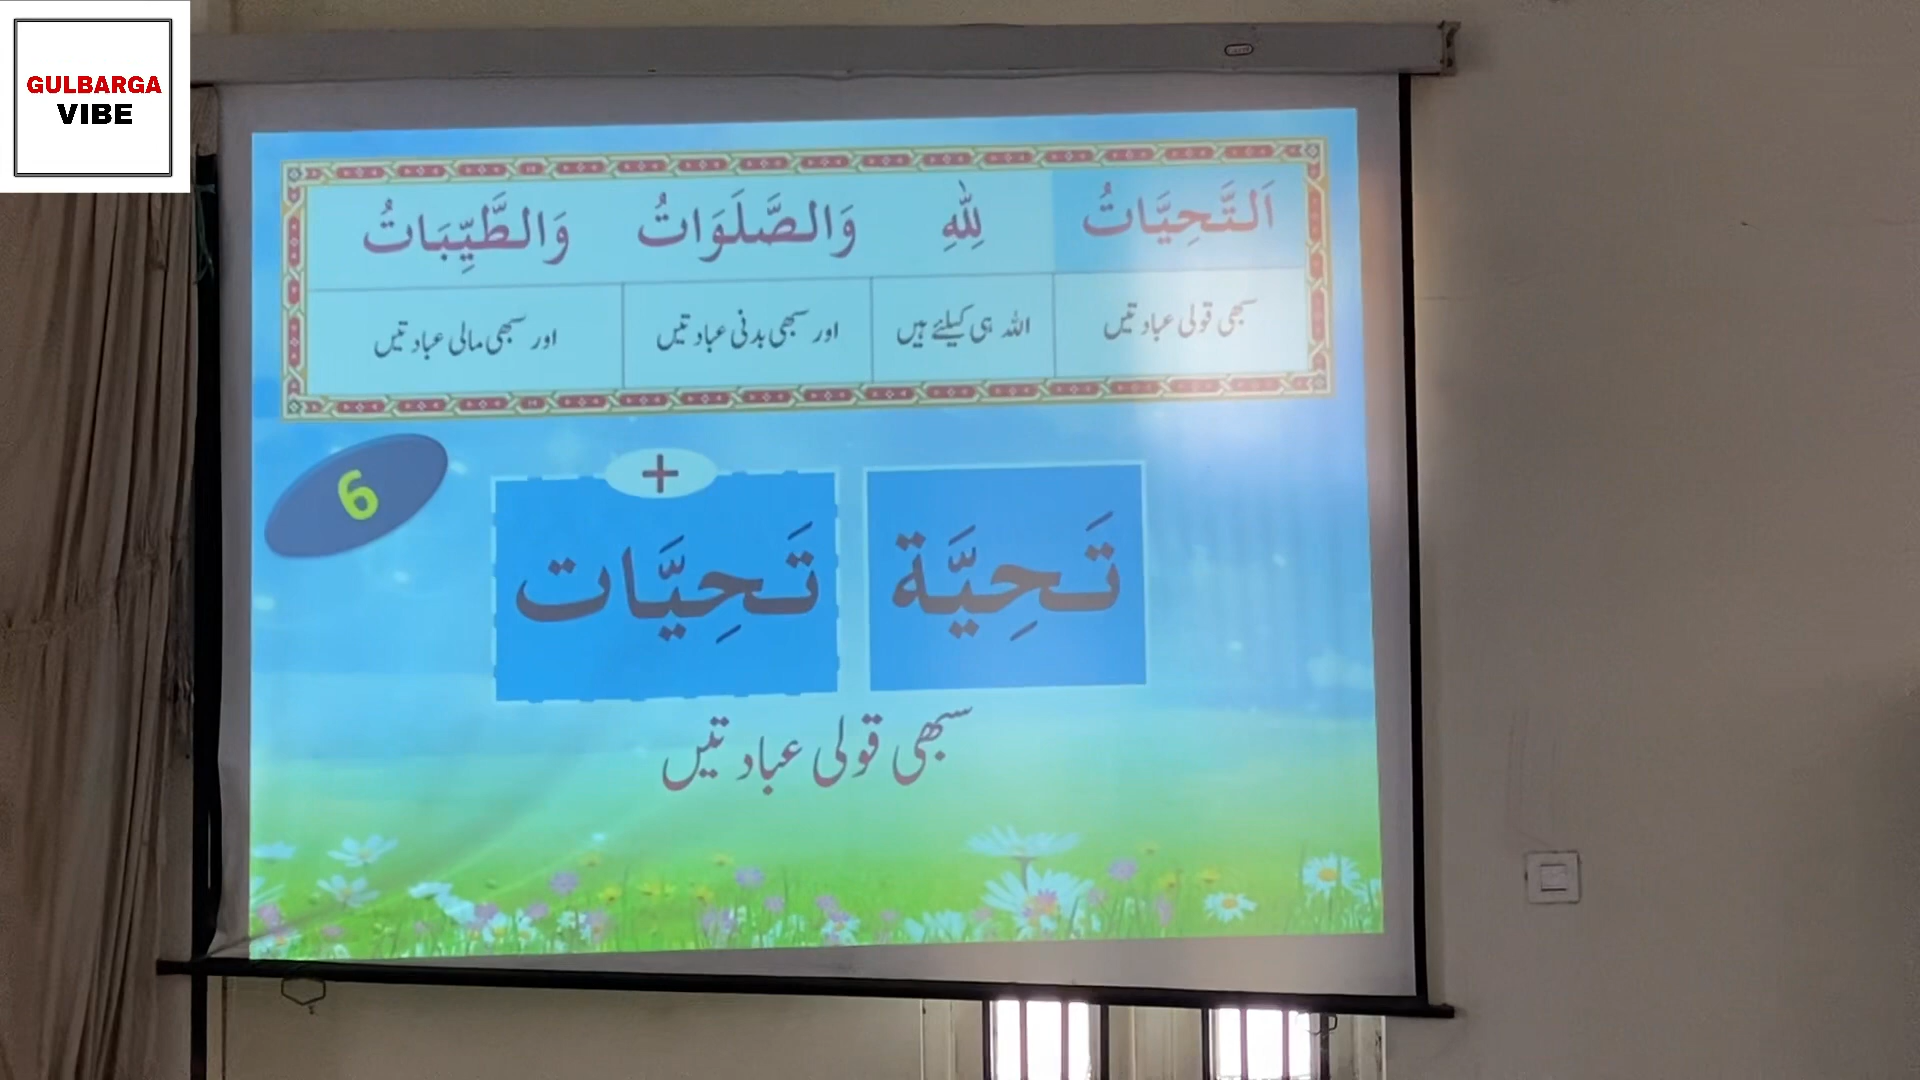 GULBARGA
VIBE
اَلتَّحِيَّاتُ لِلّٰهِ وَالصَّلَوَاتُ وَالطَّيِّبَاتُ
سبھی قولی عبادتیں اللہ ہی کیلئے ہیں اور سبھی بدنی عبادتیں اور سبھی مالی عبادتیں
6
+
تَحِيَّة تَحِيَّات
سبھی قولی عبادتیں